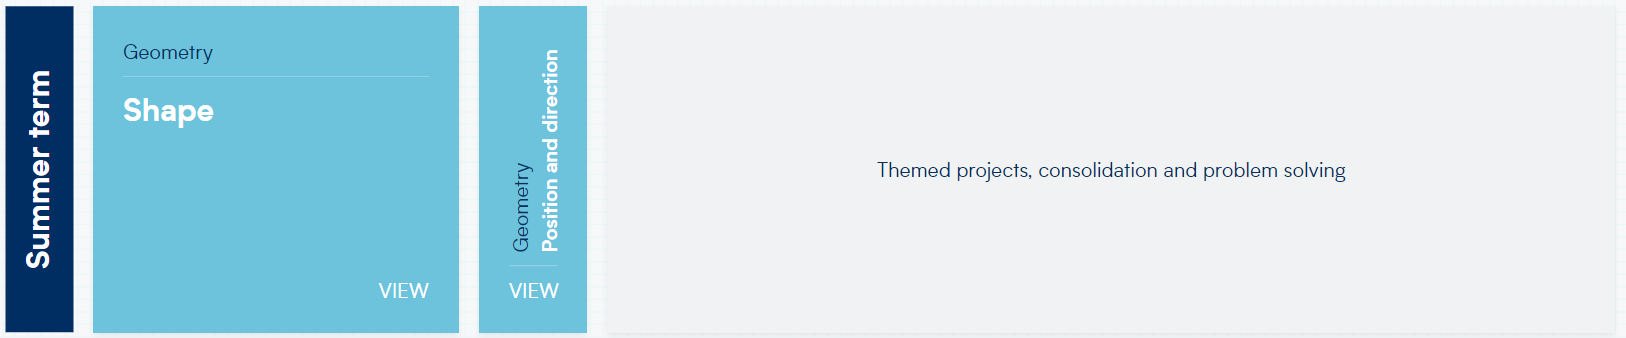 Summer term
Geometry
Shape
VIEW
Geometry
Position and direction
VIEW
Themed projects, consolidation and problem solving